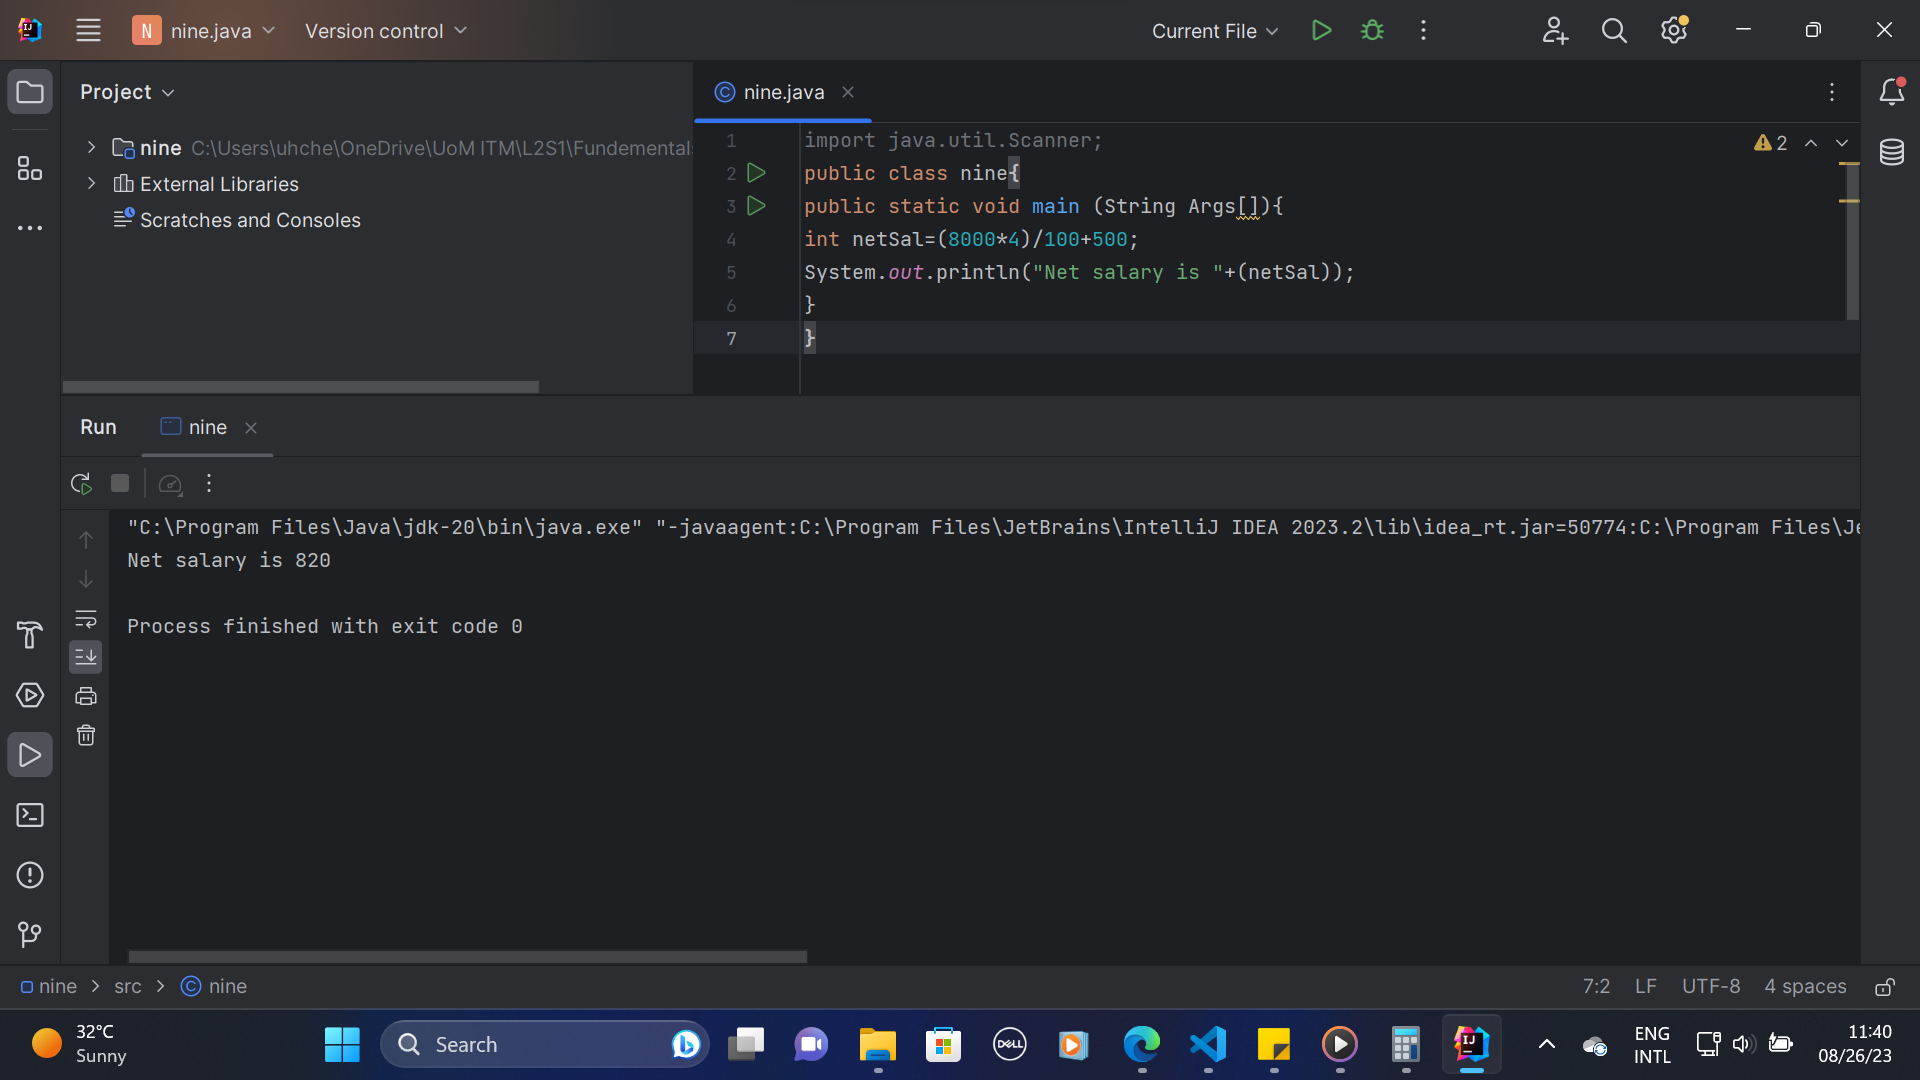 N nine.java Version control Current File
Project
nine.java
nine C:\Users\uhche\OneDrive\UoM ITM\L2S1\Fundementals
External Libraries
Scratches and Consoles
1 import java.util.Scanner;
2 public class nine{
3 public static void main (String Args[]){
4 int netSal=(8000*4)/100+500;
5 System.out.println("Net salary is "+(netSal));
6 }
7 }
2
Run nine
"C:\Program Files\Java\jdk-20\bin\java.exe" "-javaagent:C:\Program Files\JetBrains\IntelliJ IDEA 2023.2\lib\idea_rt.jar=50774:C:\Program Files\Je
Net salary is 820
Process finished with exit code 0
nine > src > nine
7:2 LF UTF-8 4 spaces
32°C
Sunny
Search
DELL
IJ
ENG
INTL
11:40
08/26/23